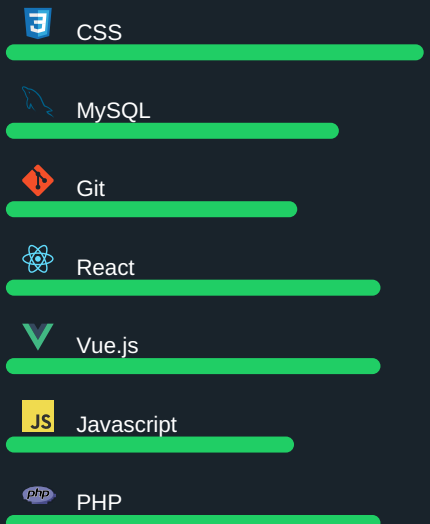 CSS
MySQL
Git
React
Vue.js
JS
Javascript
php
PHP